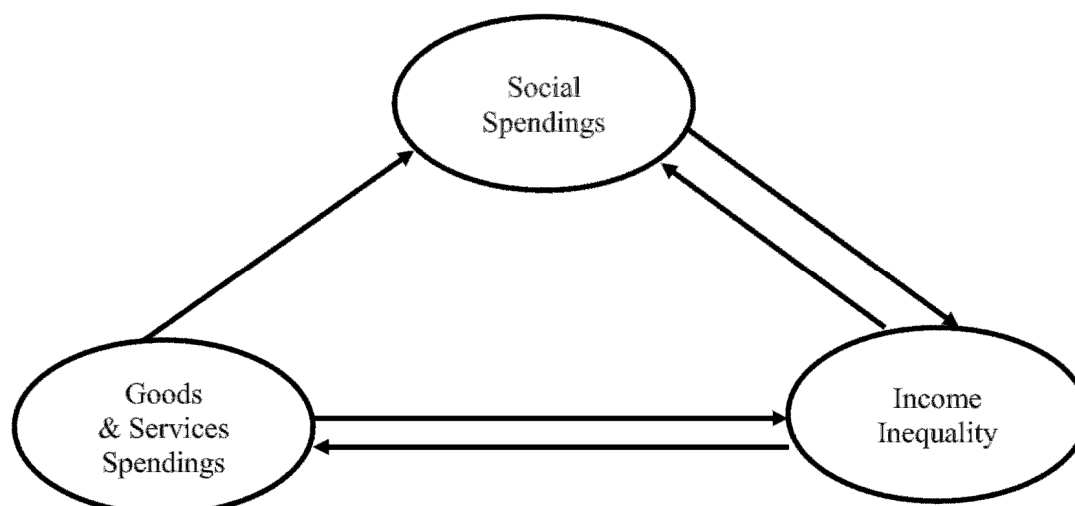 Social
Spendings
Goods
& Services
Spendings
Income
Inequality